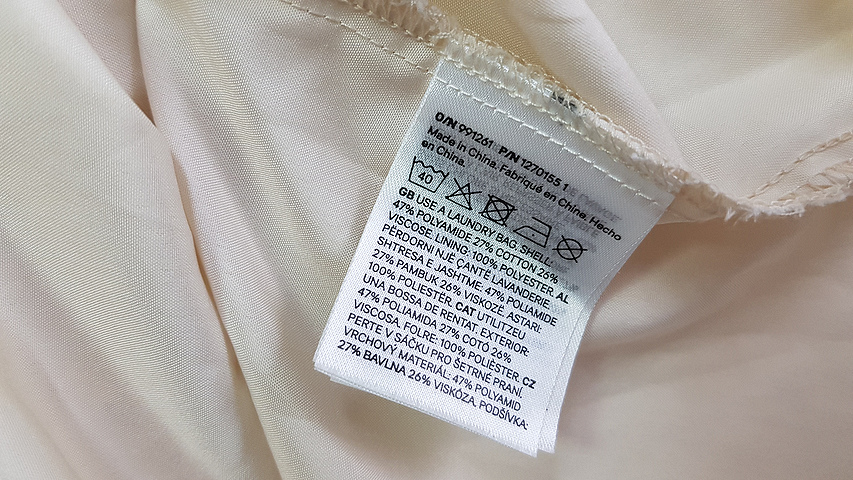 O/N 991261 P/N 1270155 1
Made in China. Fabriqué en Chine. Hecho
en China.
40
GB USE A LAUNDRY BAG. SHELL:
47% POLYAMIDE 27% COTTON 26%
VISCOSE. LINING: 100% POLYESTER. AL
PËRDORNI NJË ÇANTË LAVANDERIE.
SHTRESA E JASHTME: 47% POLIAMIDE
27% PAMBUK 26% VISKOZË. ASTARI:
100% POLIESTËR. CAT UTILITZEU
UNA BOSSA DE RENTAT. EXTERIOR:
47% POLIAMIDA 27% COTÓ 26%
VISCOSA. FOLRE: 100% POLIÈSTER. CZ
PERTE V SÁČKU PRO ŠETRNÉ PRANÍ.
VRCHOVÝ MATERIÁL: 47% POLYAMID
27% BAVLNA 26% VISKÓZA. PODŠÍVKA: